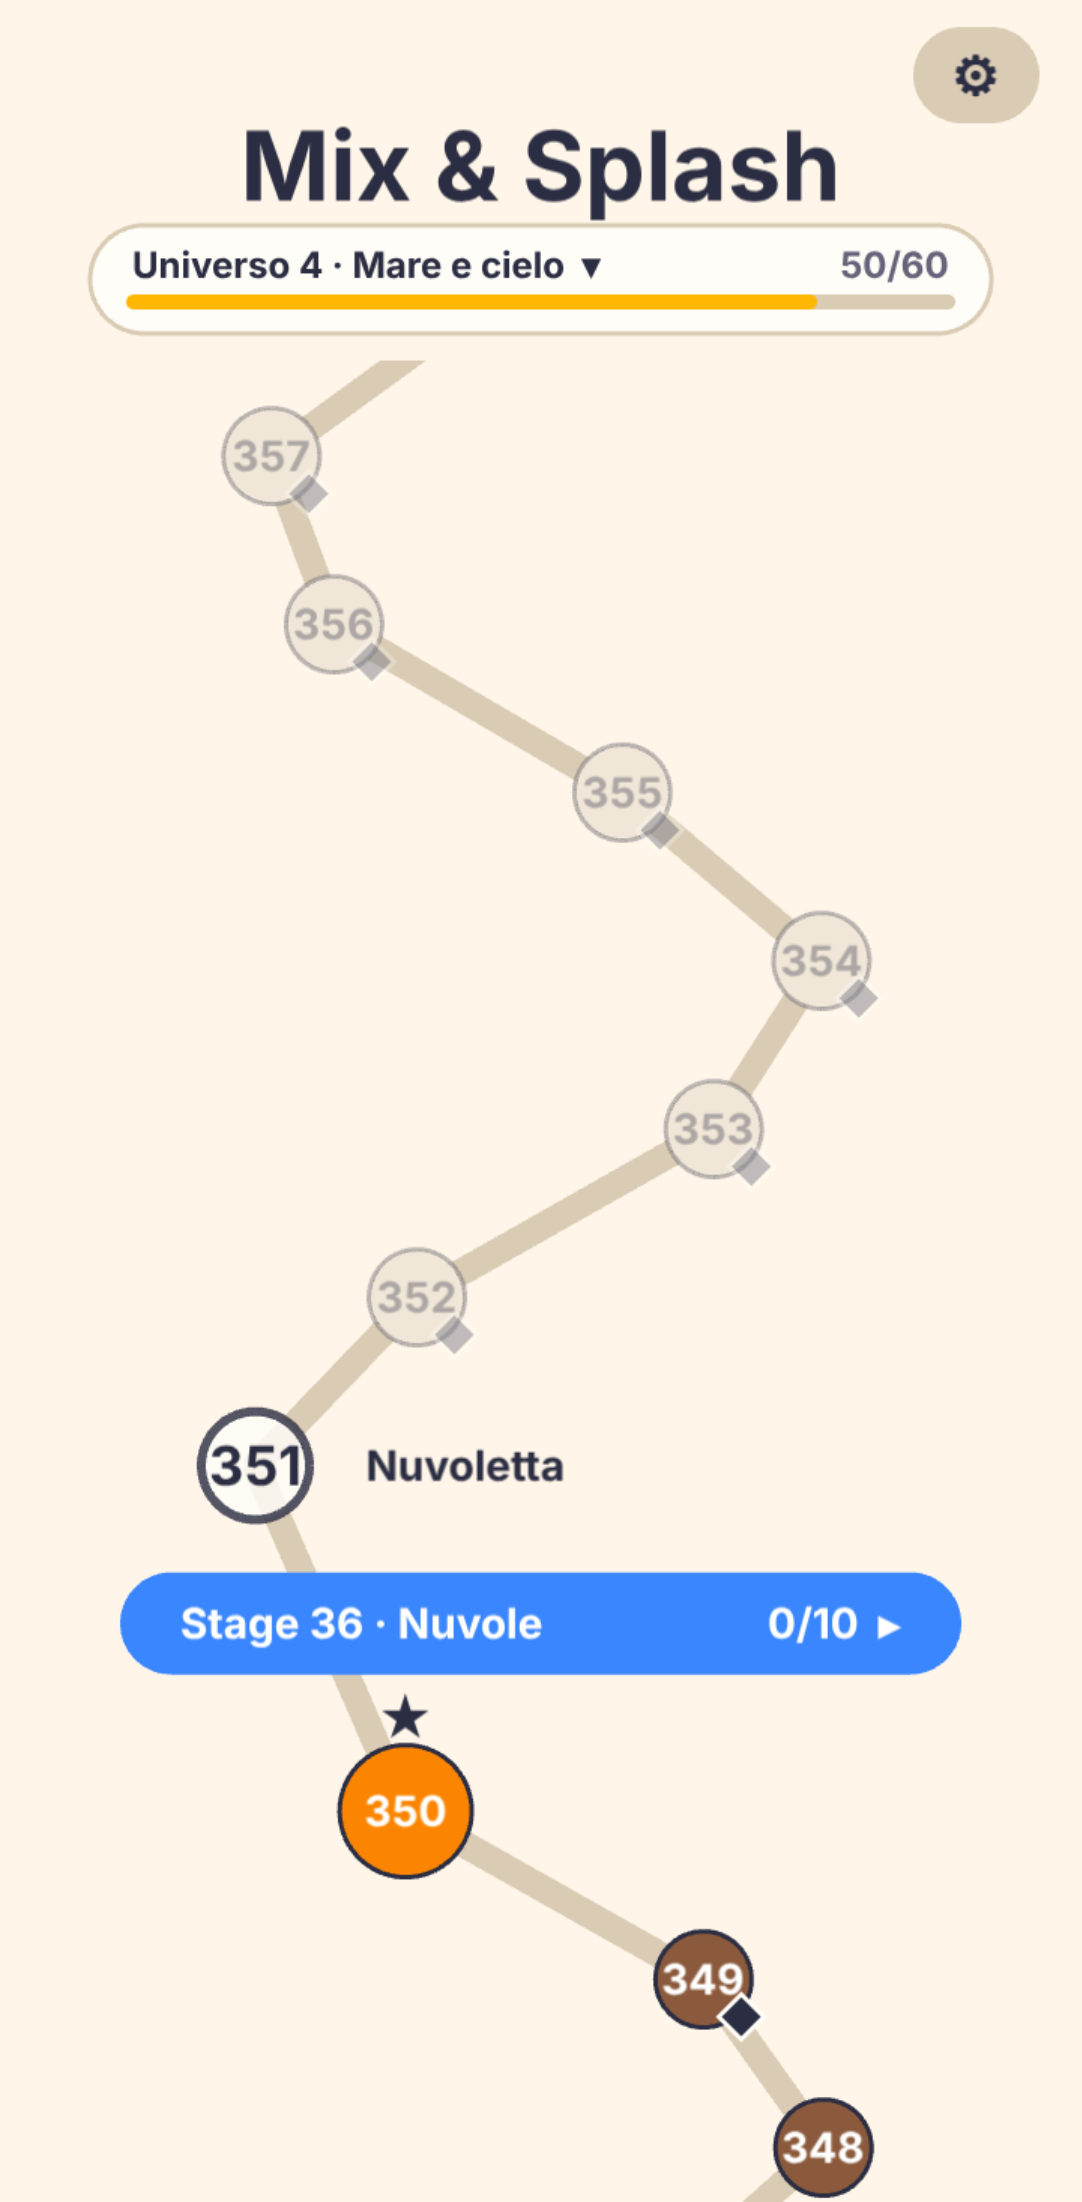 Mix & Splash
Universo 4 · Mare e cielo ▼ 50/60
357
356
355
354
353
352
351 Nuvoletta
Stage 36 · Nuvole 0/10 ►
350
349
348